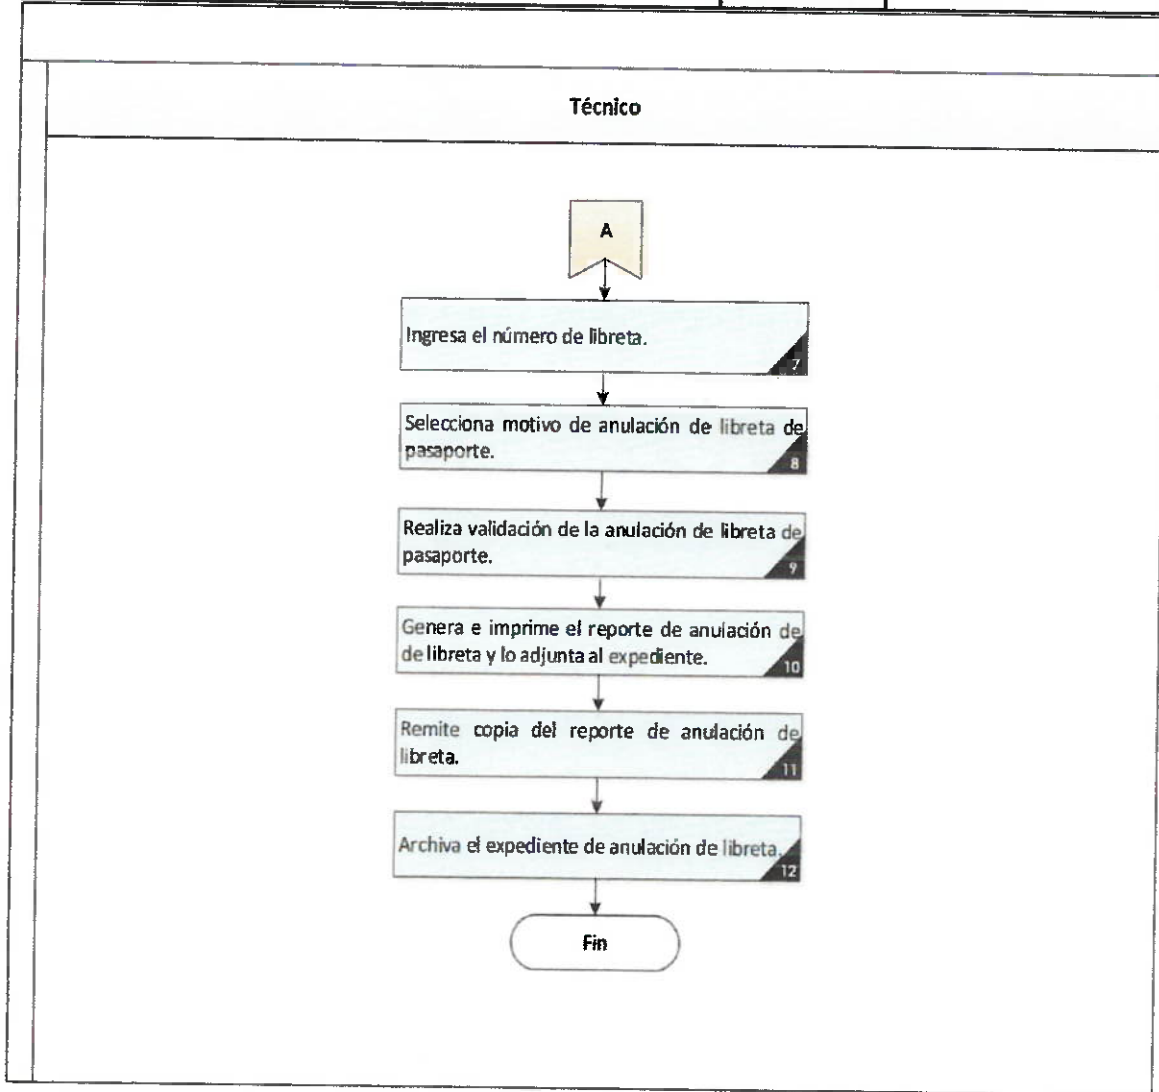 Técnico
A
Ingresa el número de libreta.
7
Selecciona motivo de anulación de libreta de
pasaporte.
8
Realiza validación de la anulación de libreta de
pasaporte.
9
Genera e imprime el reporte de anulación de
de libreta y lo adjunta al expediente.
10
Remite copia del reporte de anulación de
libreta.
11
Archiva el expediente de anulación de libreta.
12
Fin